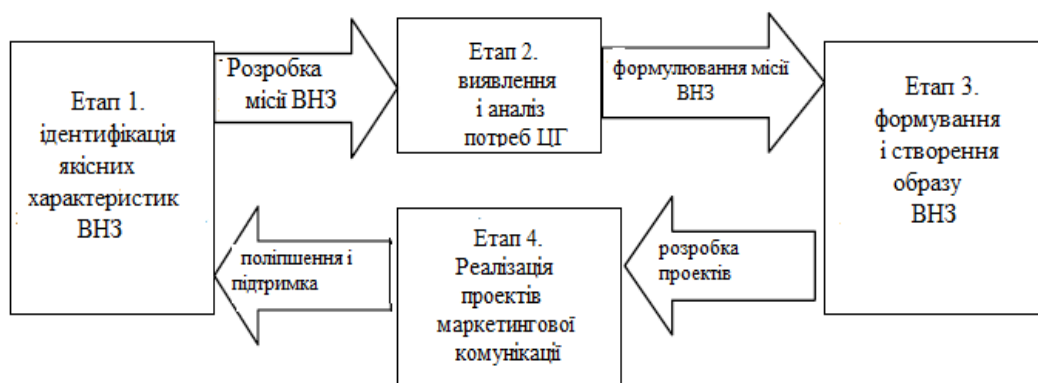 Етап 1.
ідентифікація
якісних
характеристик
ВНЗ
Розробка
місії ВНЗ
Етап 2.
виявлення
і аналіз
потреб ЦГ
формулювання місії
ВНЗ
Етап 3.
формування
і створення
образу
ВНЗ
розробка
проектів
Етап 4.
Реалізація
проектів
маркетингової
комунікації
поліпшення і
підтримка